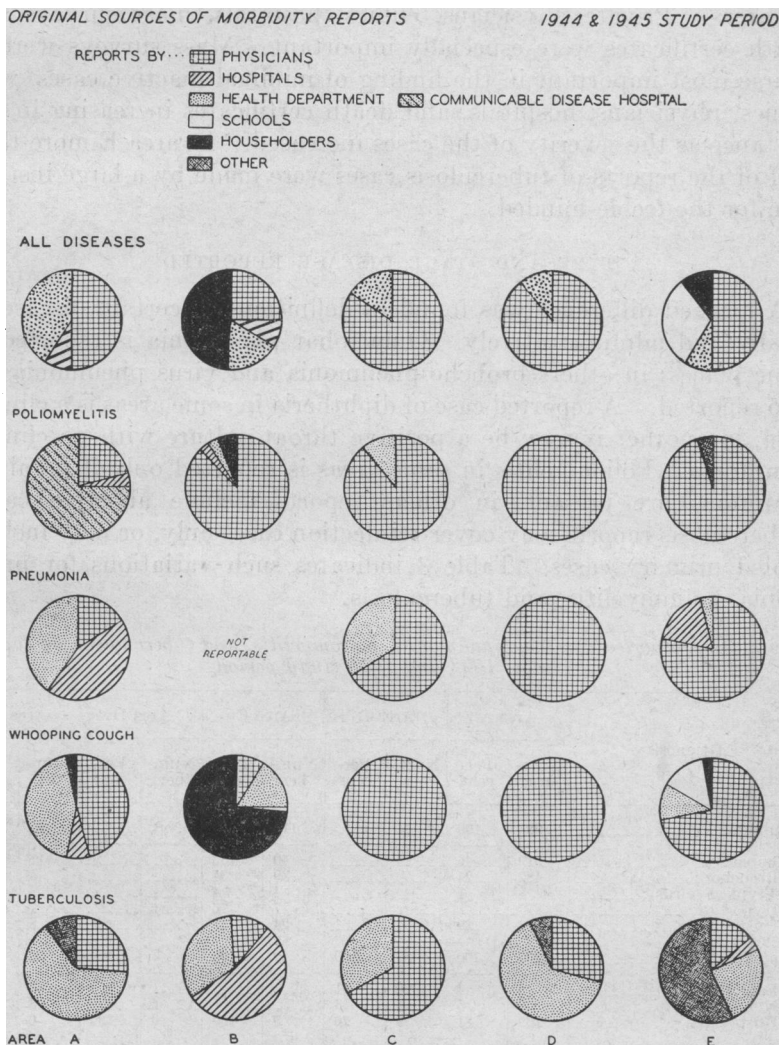 ORIGINAL SOURCES OF MORBIDITY REPORTS 1944 & 1945 STUDY PERIOD
REPORTS BY··· PHYSICIANS
HOSPITALS
HEALTH DEPARTMENT COMMUNICABLE DISEASE HOSPITAL
SCHOOLS
HOUSEHOLDERS
OTHER
ALL DISEASES
POLIOMYELITIS
PNEUMONIA
NOT
REPORTABLE
WHOOPING COUGH
TUBERCULOSIS
AREA A B C D E